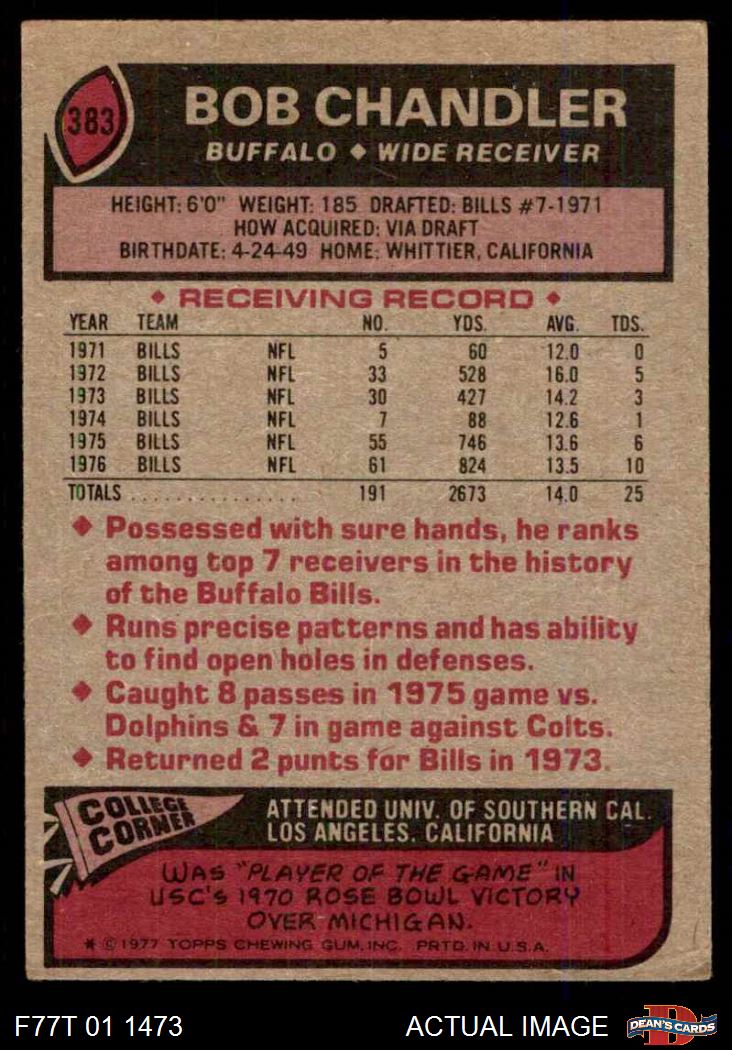 383
BOB CHANDLER
BUFFALO ◆ WIDE RECEIVER
HEIGHT: 6'0" WEIGHT: 185 DRAFTED: BILLS #7-1971
HOW ACQUIRED: VIA DRAFT
BIRTHDATE: 4-24-49 HOME: WHITTIER, CALIFORNIA
◆ RECEIVING RECORD ◆
YEAR TEAM NO. YDS. AVG. TDS.
1971 BILLS NFL 5 60 12.0 0
1972 BILLS NFL 33 528 16.0 5
1973 BILLS NFL 30 427 14.2 3
1974 BILLS NFL 7 88 12.6 1
1975 BILLS NFL 55 746 13.6 6
1976 BILLS NFL 61 824 13.5 10
TOTALS ................ 191 2673 14.0 25
◆ Possessed with sure hands, he ranks
among top 7 receivers in the history
of the Buffalo Bills.
◆ Runs precise patterns and has ability
to find open holes in defenses.
◆ Caught 8 passes in 1975 game vs.
Dolphins & 7 in game against Colts.
◆ Returned 2 punts for Bills in 1973.
COLLEGE
CORNER
ATTENDED UNIV. OF SOUTHERN CAL.
LOS ANGELES, CALIFORNIA
WAS "PLAYER OF THE GAME" IN
USC'S 1970 ROSE BOWL VICTORY
OVER MICHIGAN.
* © 1977 TOPPS CHEWING GUM, INC. PRTD. IN U.S.A.
F77T 01 1473
ACTUAL IMAGE
D
DEAN'S CARDS